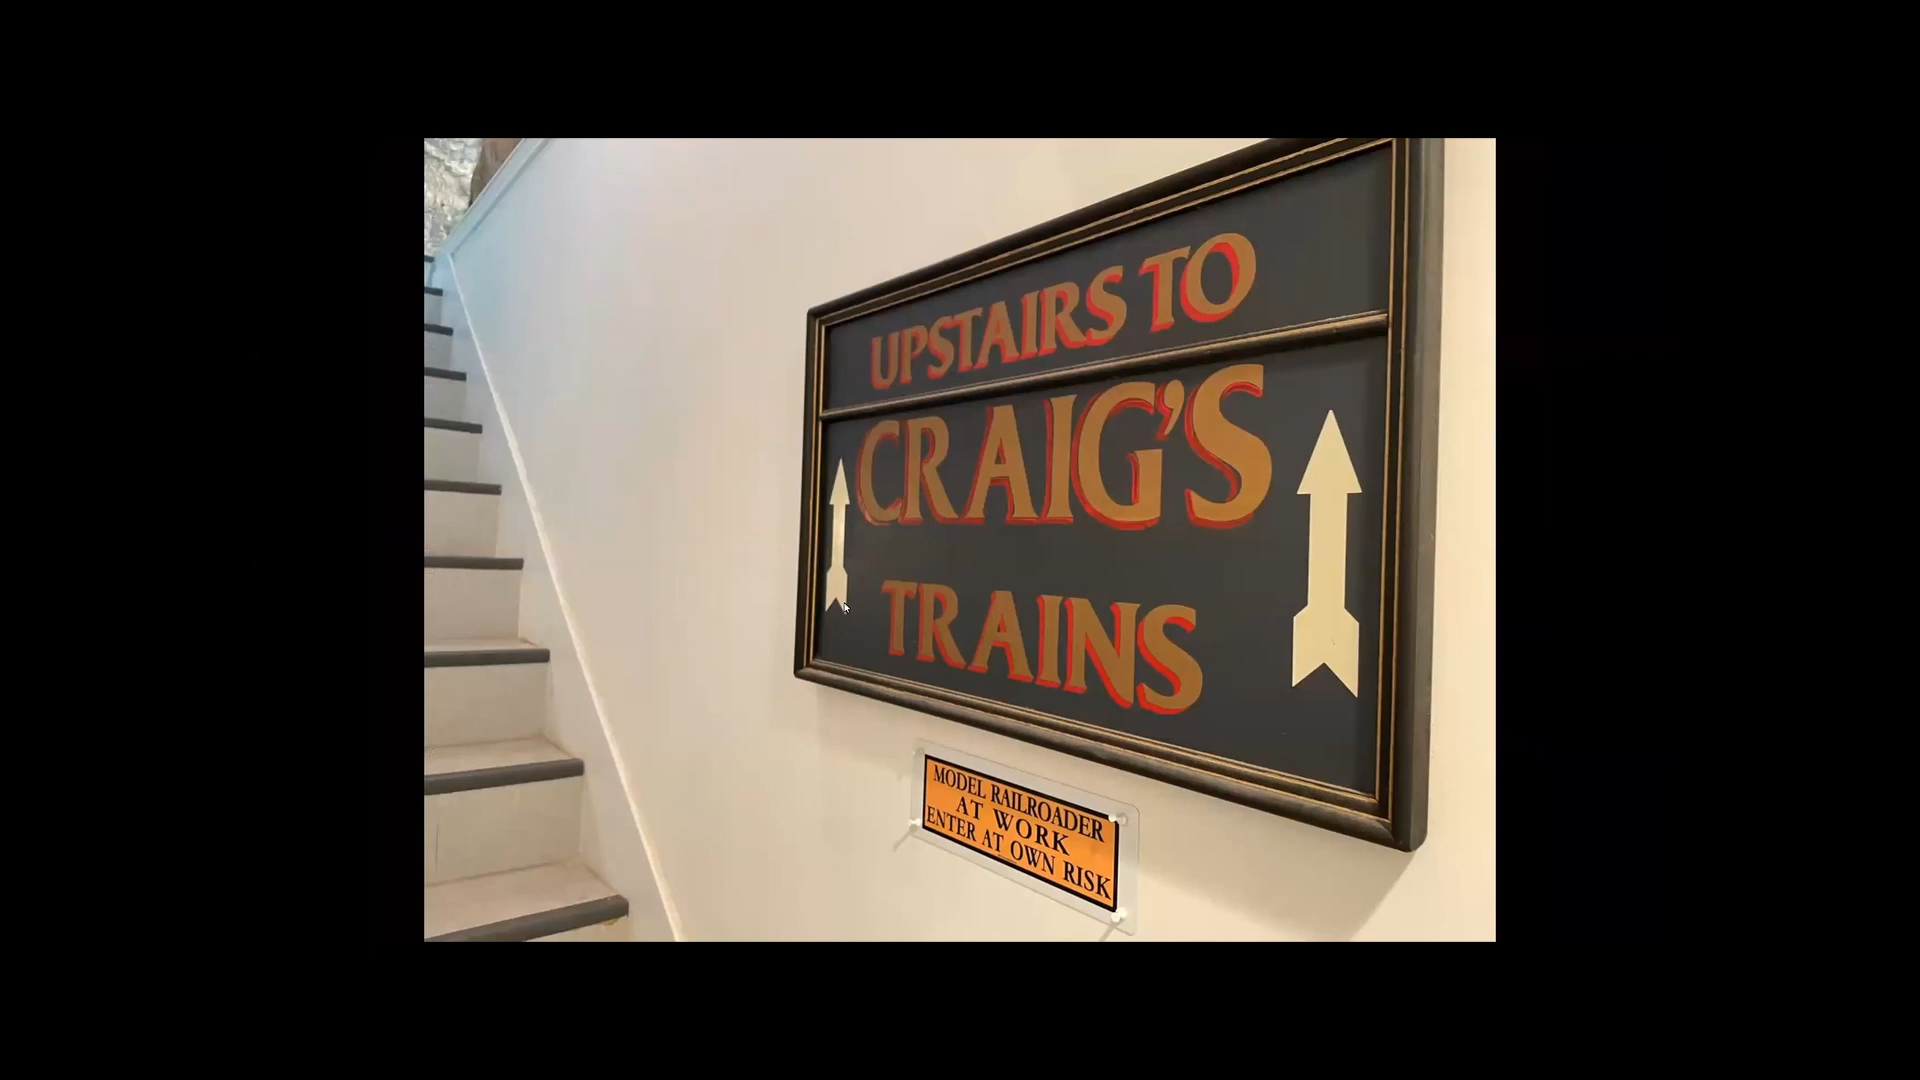 UPSTAIRS TO
CRAIG'S
TRAINS
MODEL RAILROADER
AT WORK
ENTER AT OWN RISK